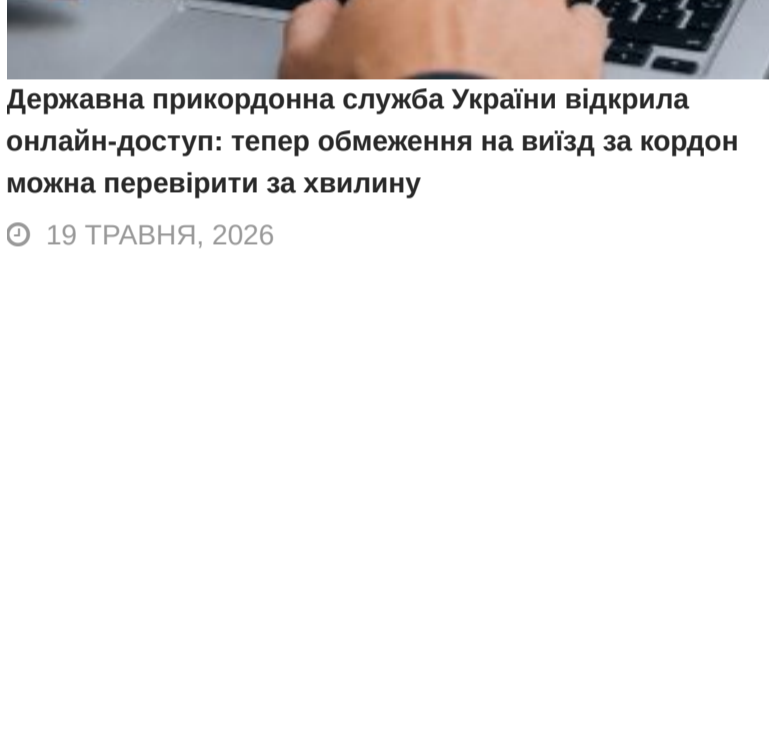 Державна прикордонна служба України відкрила
онлайн-доступ: тепер обмеження на виїзд за кордон
можна перевірити за хвилину
19 ТРАВНЯ, 2026